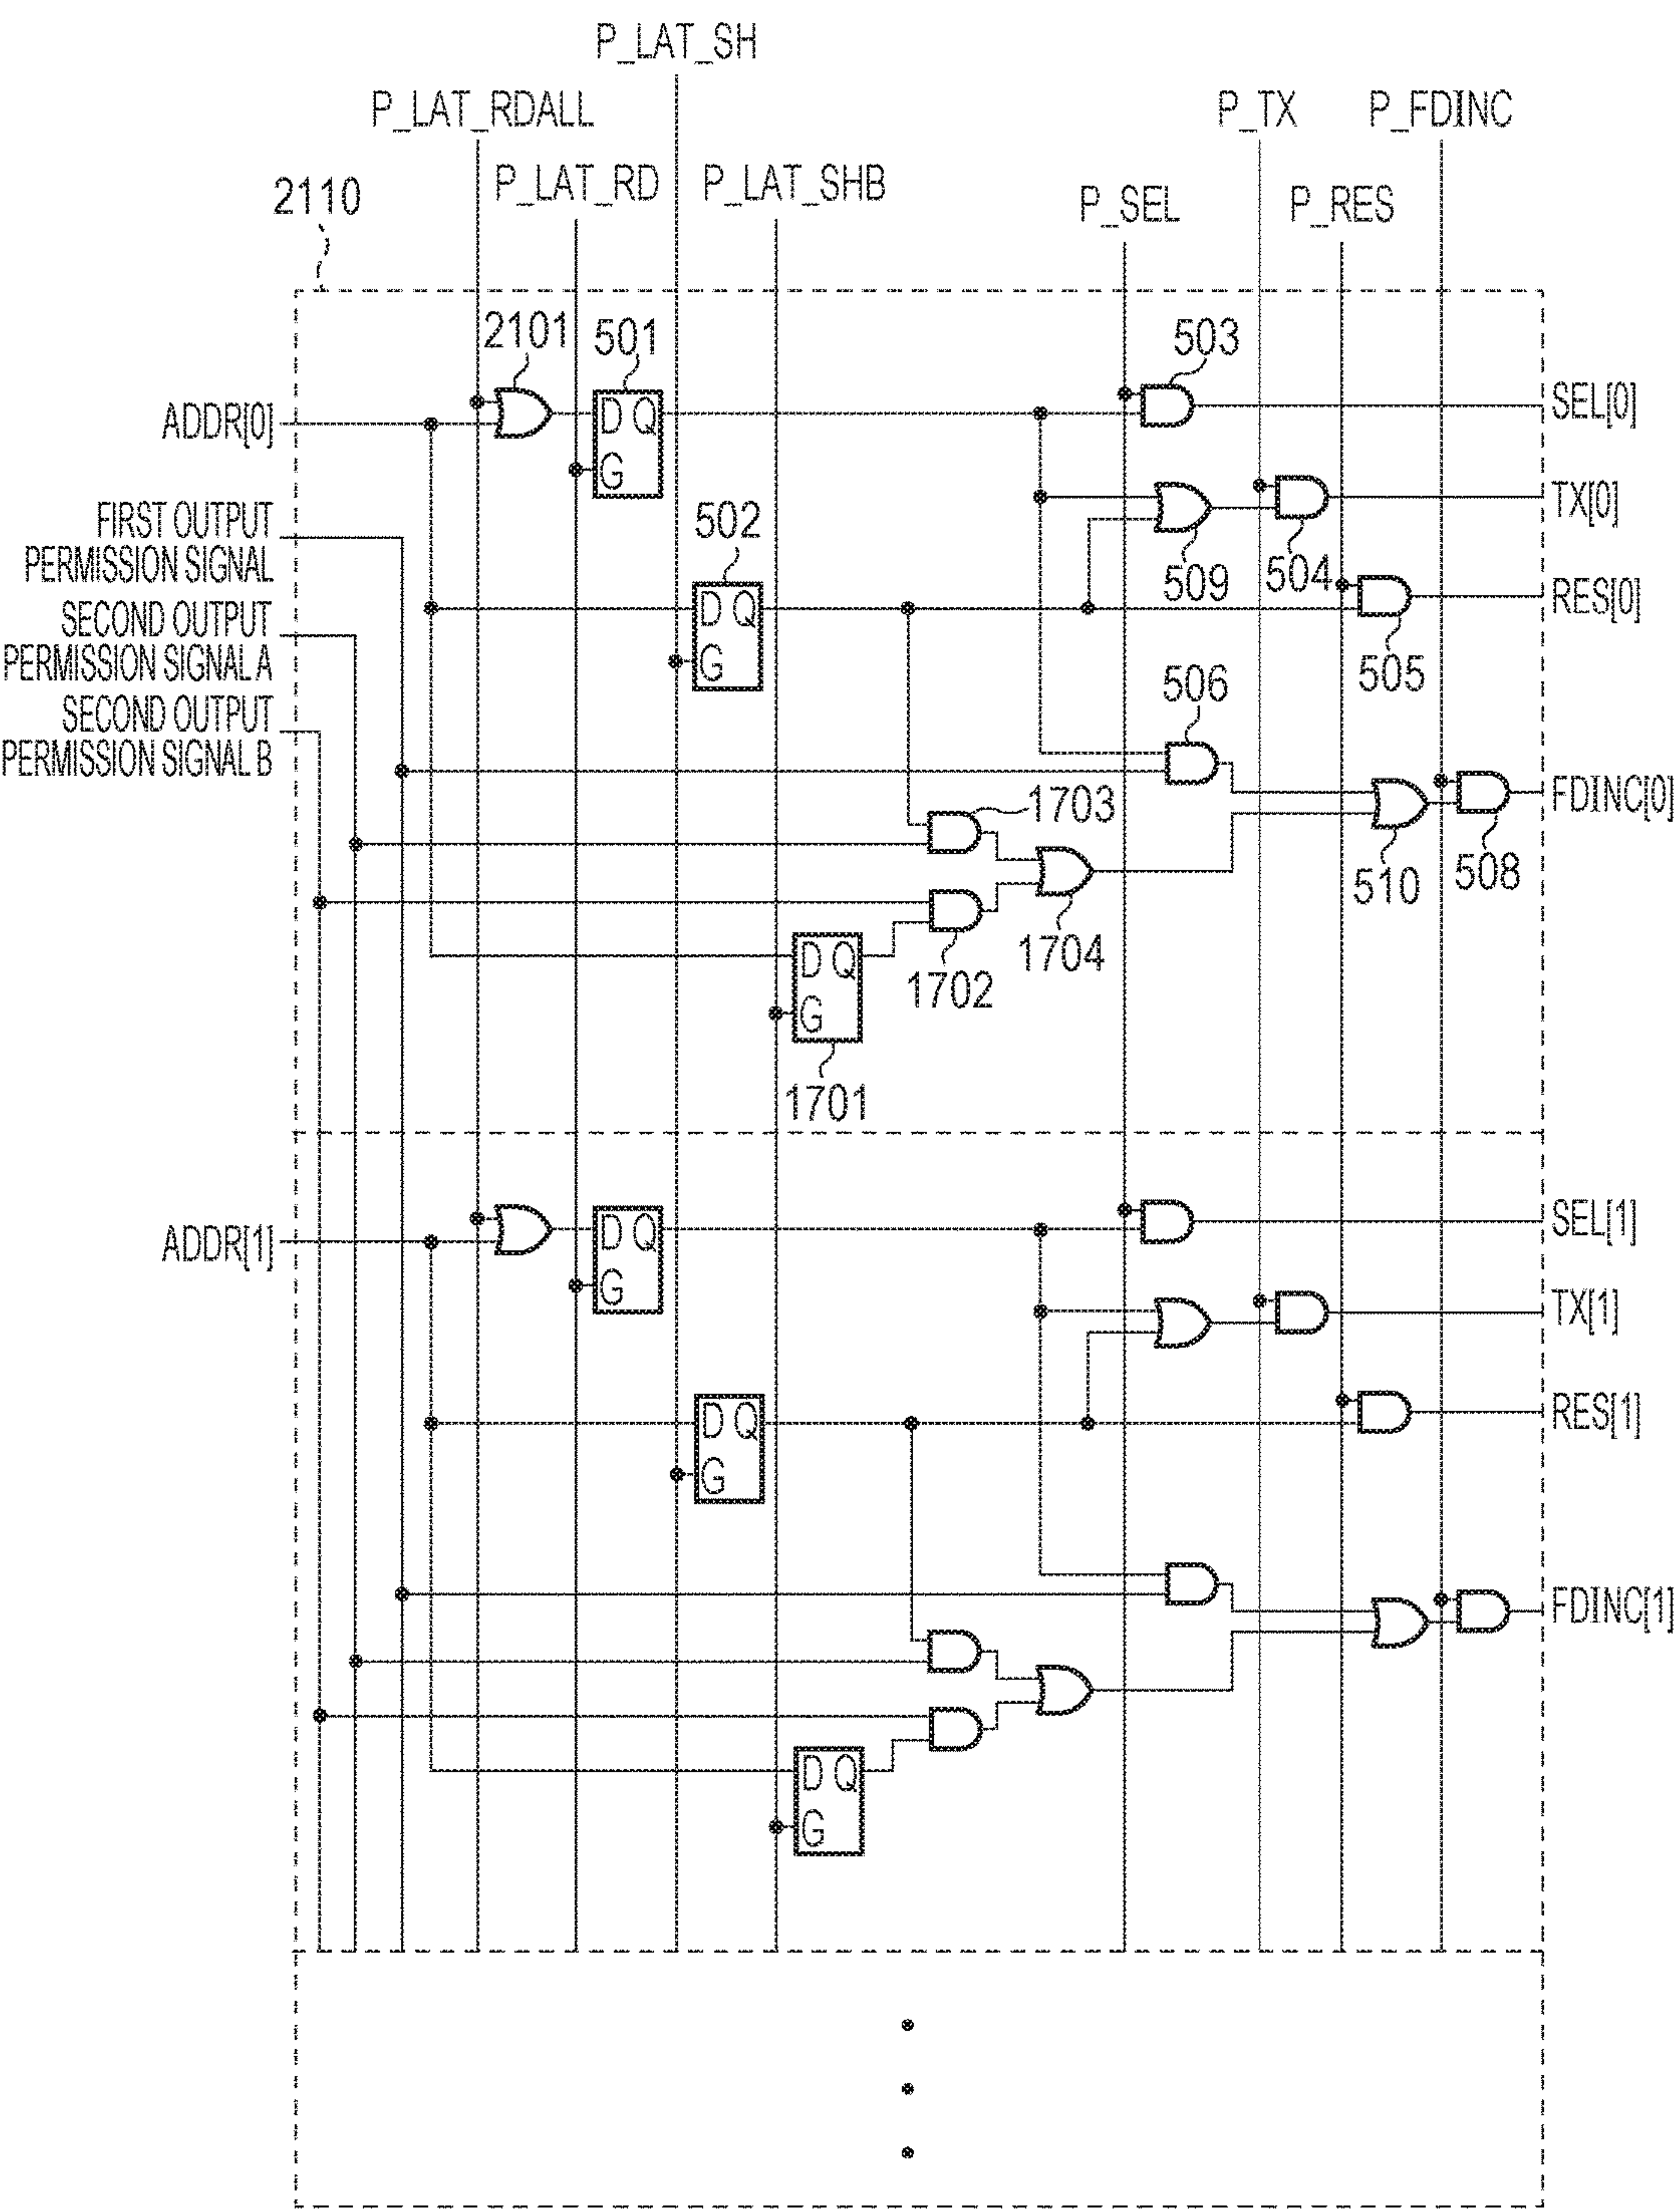 P_LAT_SH
P_LAT_RDALL
P_TX
P_FDINC
P_LAT_RD
P_LAT_SHB
2110
P_SEL
P_RES
2101
501
503
ADDR[0]
D Q
G
SEL[0]
FIRST OUTPUT
PERMISSION SIGNAL
502
TX[0]
509
504
SECOND OUTPUT
PERMISSION SIGNAL A
D Q
G
RES[0]
505
SECOND OUTPUT
PERMISSION SIGNAL B
506
1703
FDINC[0]
510
508
1704
1702
D Q
G
1701
ADDR[1]
D Q
G
SEL[1]
TX[1]
D Q
G
RES[1]
FDINC[1]
D Q
G